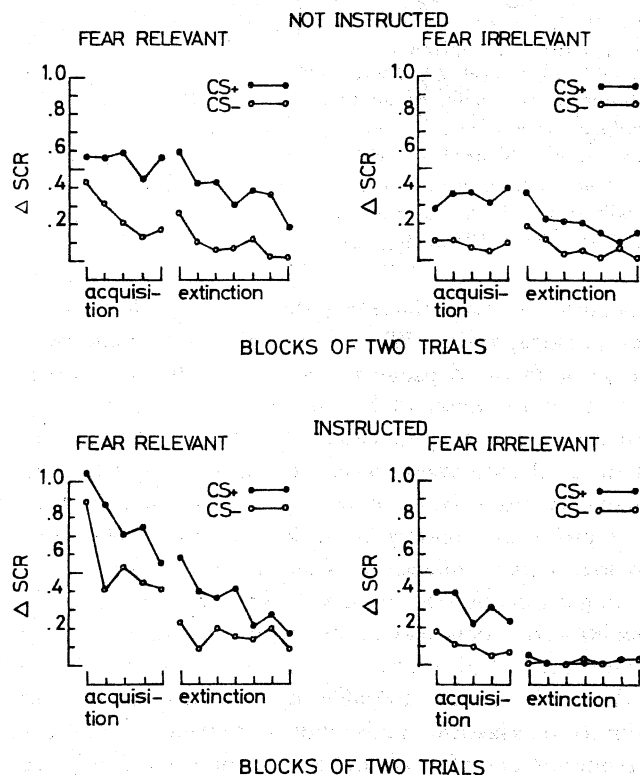 NOT INSTRUCTED
FEAR RELEVANT
FEAR IRRELEVANT
1.0
.8
.6
.4
.2
Δ SCR
CS+
CS−
acquisi-
tion
extinction
1.0
.8
.6
.4
.2
Δ SCR
CS+
CS−
acquisi-
tion
extinction
BLOCKS OF TWO TRIALS
INSTRUCTED
FEAR RELEVANT
FEAR IRRELEVANT
1.0
.8
.6
.4
.2
Δ SCR
CS+
CS−
acquisi-
tion
extinction
1.0
.8
.6
.4
.2
Δ SCR
CS+
CS−
acquisi-
tion
extinction
BLOCKS OF TWO TRIALS